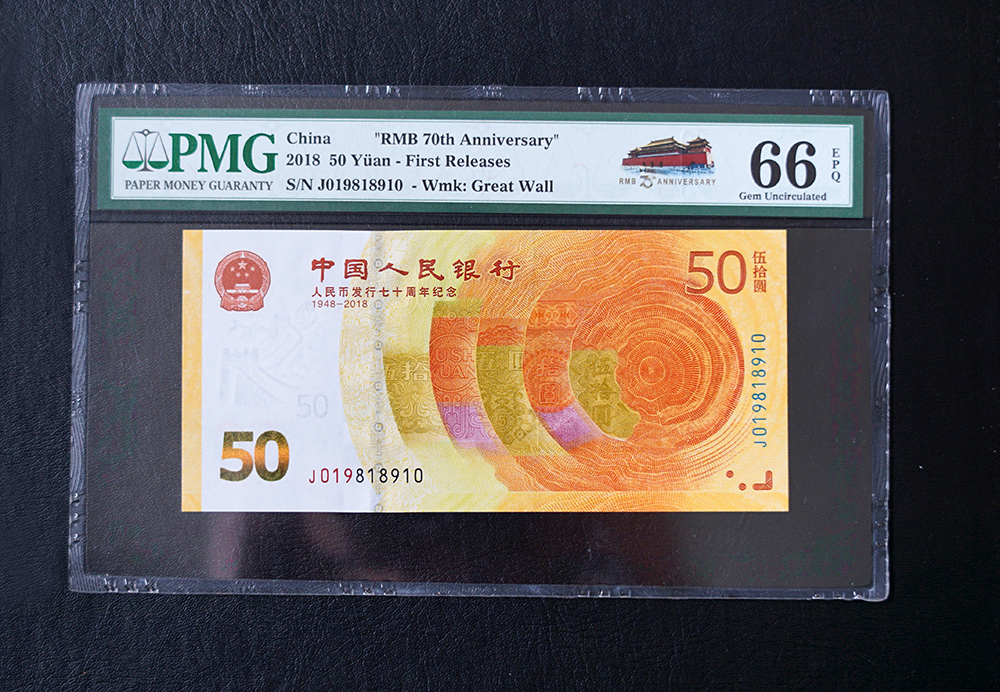 PMG
PAPER MONEY GUARANTY
China "RMB 70th Anniversary"
2018 50 Yüan - First Releases
S/N J019818910 - Wmk: Great Wall
RMB 70 ANNIVERSARY
66
EPQ
Gem Uncirculated
中国人民银行
人民币发行七十周年纪念
1948-2018
50
伍拾圆
50
50
J019818910
J019818910